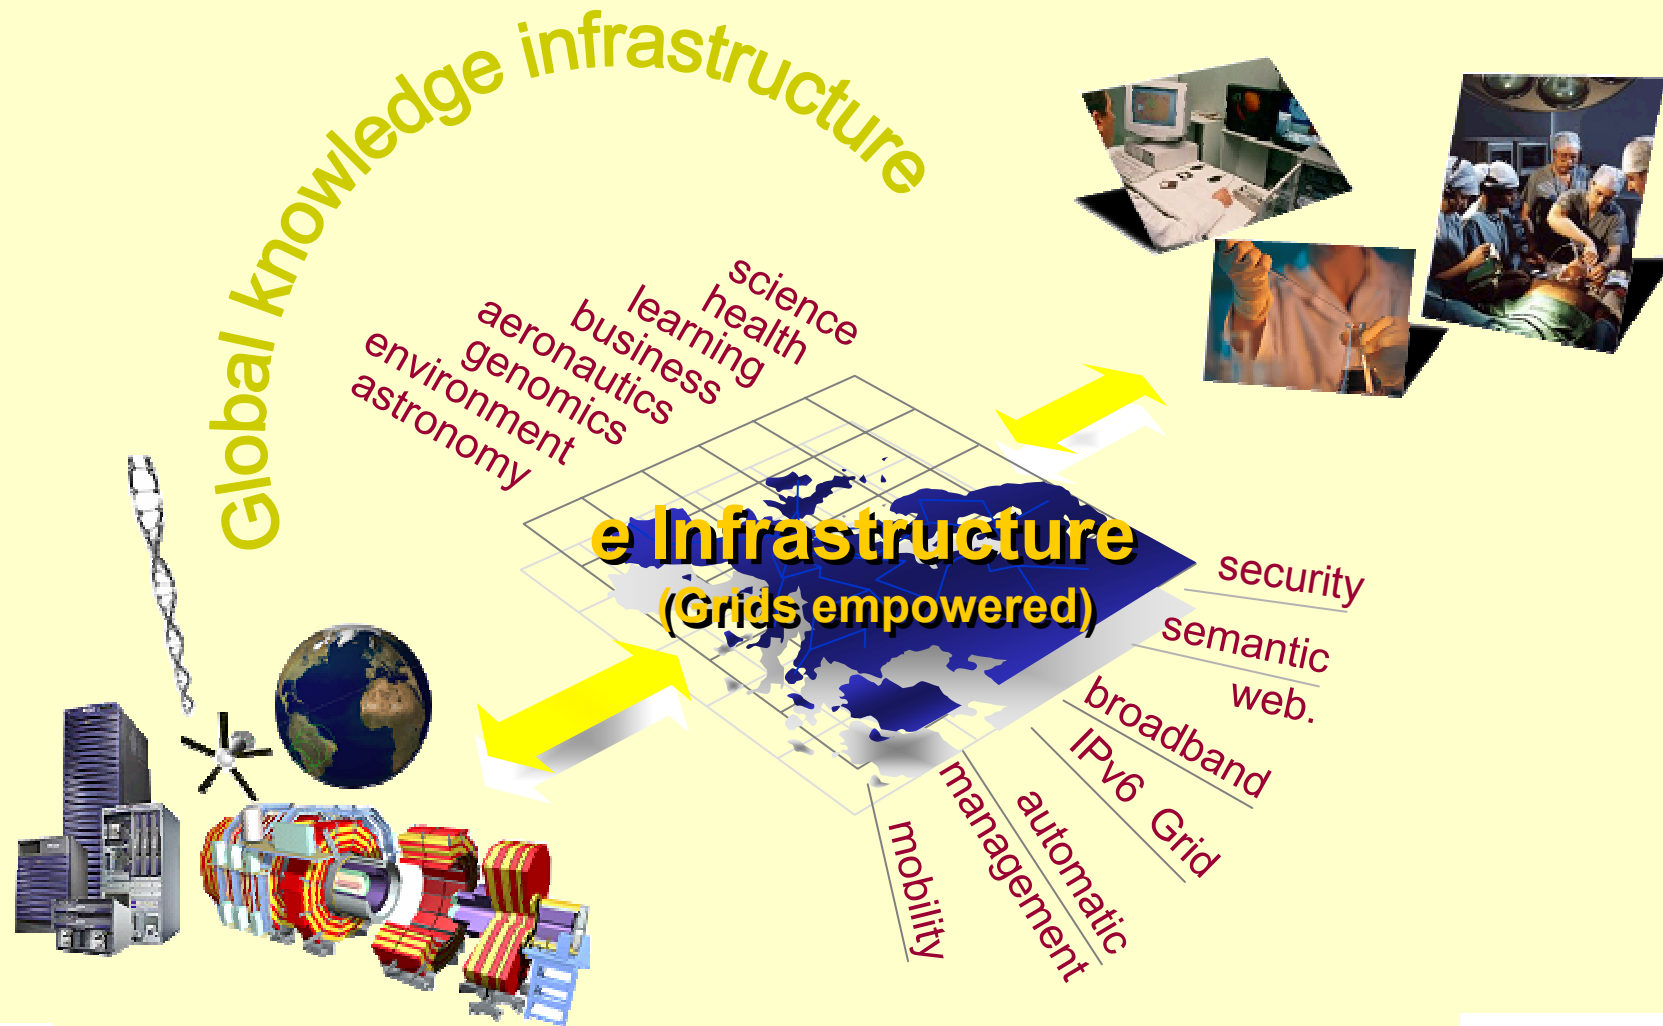 Global knowledge infrastructure
science
health
learning
business
aeronautics
genomics
environment
astronomy
e Infrastructure
(Grids empowered)
security
semantic
web.
broadband
IPv6 Grid
automatic
management
mobility